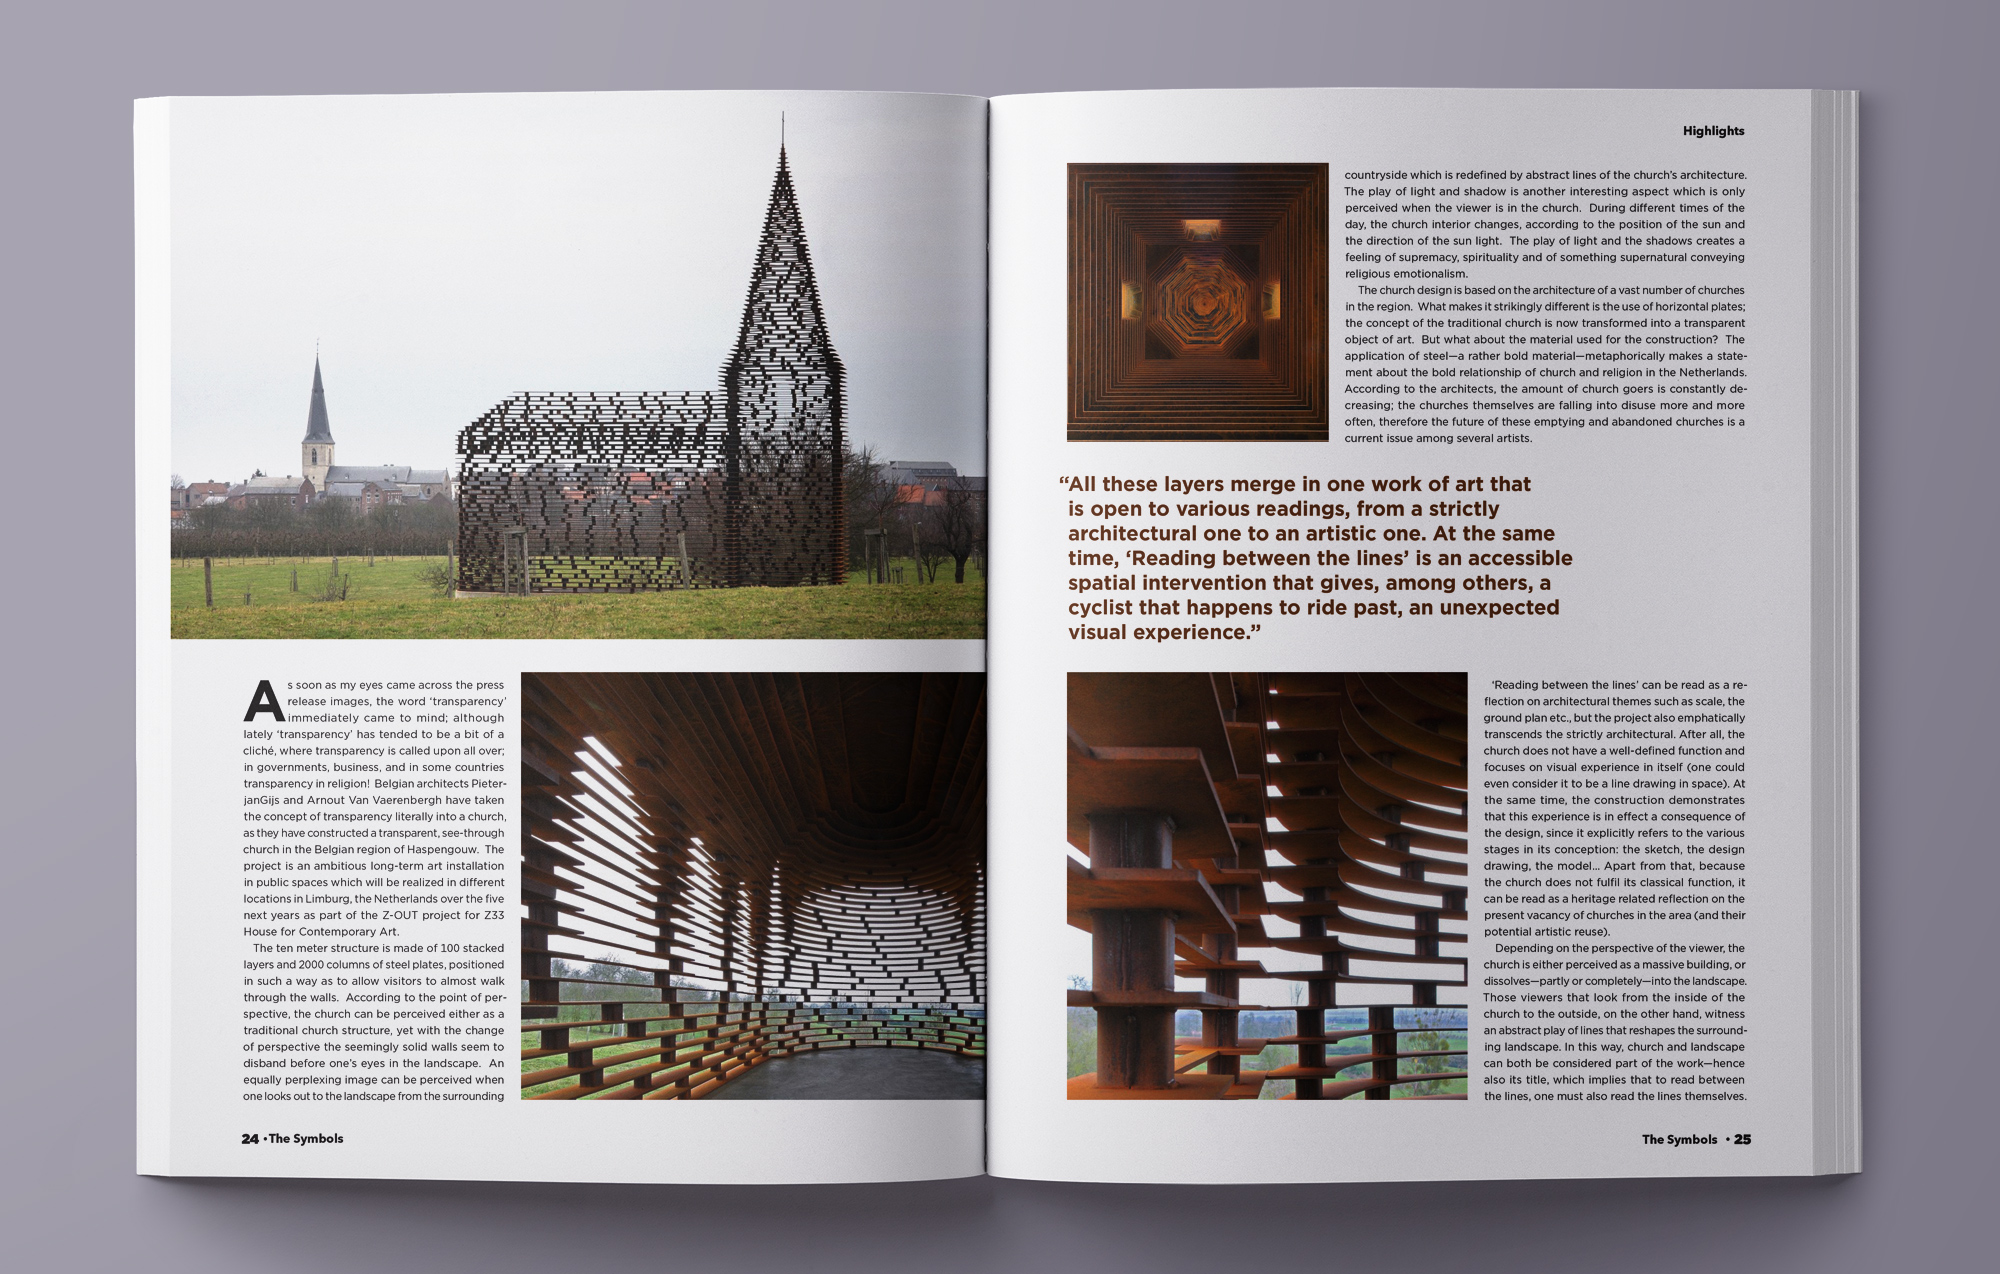 As soon as my eyes came across the press
release images, the word ‘transparency’
immediately came to mind; although
lately ‘transparency’ has tended to be a bit of a
cliché, where transparency is called upon all over;
in governments, business, and in some countries
transparency in religion! Belgian architects Pieter-
janGijs and Arnout Van Vaerenbergh have taken
the concept of transparency literally into a church,
as they have constructed a transparent, see-through
church in the Belgian region of Haspengouw. The
project is an ambitious long-term art installation
in public spaces which will be realized in different
locations in Limburg, the Netherlands over the five
next years as part of the Z-OUT project for Z33
House for Contemporary Art.
The ten meter structure is made of 100 stacked
layers and 2000 columns of steel plates, positioned
in such a way as to allow visitors to almost walk
through the walls. According to the point of per-
spective, the church can be perceived either as a
traditional church structure, yet with the change
of perspective the seemingly solid walls seem to
disband before one's eyes in the landscape. An
equally perplexing image can be perceived when
one looks out to the landscape from the surrounding
24 • The Symbols
Highlights
countryside which is redefined by abstract lines of the church's architecture.
The play of light and shadow is another interesting aspect which is only
perceived when the viewer is in the church. During different times of the
day, the church interior changes, according to the position of the sun and
the direction of the sun light. The play of light and the shadows creates a
feeling of supremacy, spirituality and of something supernatural conveying
religious emotionalism.
The church design is based on the architecture of a vast number of churches
in the region. What makes it strikingly different is the use of horizontal plates;
the concept of the traditional church is now transformed into a transparent
object of art. But what about the material used for the construction? The
application of steel—a rather bold material—metaphorically makes a state-
ment about the bold relationship of church and religion in the Netherlands.
According to the architects, the amount of church goers is constantly de-
creasing; the churches themselves are falling into disuse more and more
often, therefore the future of these emptying and abandoned churches is a
current issue among several artists.
“All these layers merge in one work of art that
is open to various readings, from a strictly
architectural one to an artistic one. At the same
time, ‘Reading between the lines’ is an accessible
spatial intervention that gives, among others, a
cyclist that happens to ride past, an unexpected
visual experience.”
‘Reading between the lines’ can be read as a re-
flection on architectural themes such as scale, the
ground plan etc., but the project also emphatically
transcends the strictly architectural. After all, the
church does not have a well-defined function and
focuses on visual experience in itself (one could
even consider it to be a line drawing in space). At
the same time, the construction demonstrates
that this experience is in effect a consequence of
the design, since it explicitly refers to the various
stages in its conception: the sketch, the design
drawing, the model... Apart from that, because
the church does not fulfil its classical function, it
can be read as a heritage related reflection on the
present vacancy of churches in the area (and their
potential artistic reuse).
Depending on the perspective of the viewer, the
church is either perceived as a massive building, or
dissolves—partly or completely—into the landscape.
Those viewers that look from the inside of the
church to the outside, on the other hand, witness
an abstract play of lines that reshapes the surround-
ing landscape. In this way, church and landscape
can both be considered part of the work—hence
also its title, which implies that to read between
the lines, one must also read the lines themselves.
The Symbols • 25